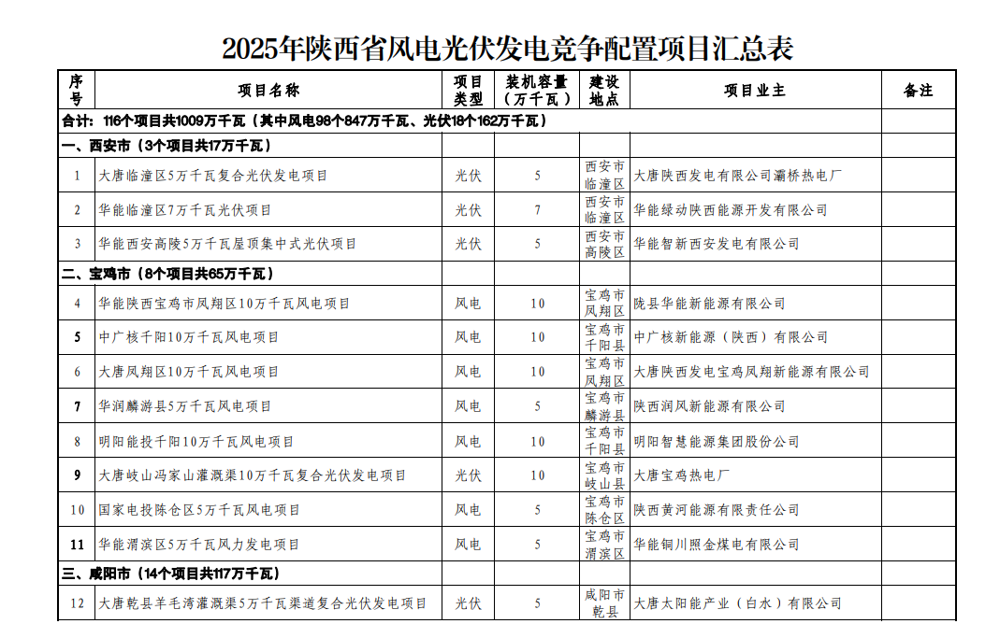 2025年陕西省风电光伏发电竞争配置项目汇总表
序号 项目名称 项目类型 装机容量（万千瓦） 建设地点 项目业主 备注
合计：116个项目共1009万千瓦（其中风电98个847万千瓦、光伏18个162万千瓦）
一、西安市（3个项目共17万千瓦）
1 大唐临潼区5万千瓦复合光伏发电项目 光伏 5 西安市临潼区 大唐陕西发电有限公司灞桥热电厂
2 华能临潼区7万千瓦光伏项目 光伏 7 西安市临潼区 华能绿动陕西能源开发有限公司
3 华能西安高陵5万千瓦屋顶集中式光伏项目 光伏 5 西安市高陵区 华能智新西安发电有限公司
二、宝鸡市（8个项目共65万千瓦）
4 华能陕西宝鸡市凤翔区10万千瓦风电项目 风电 10 宝鸡市凤翔区 陇县华能新能源有限公司
5 中广核千阳10万千瓦风电项目 风电 10 宝鸡市千阳县 中广核新能源（陕西）有限公司
6 大唐凤翔区10万千瓦风电项目 风电 10 宝鸡市凤翔区 大唐陕西发电宝鸡凤翔新能源有限公司
7 华润麟游县5万千瓦风电项目 风电 5 宝鸡市麟游县 陕西润风新能源有限公司
8 明阳能投千阳10万千瓦风电项目 风电 10 宝鸡市千阳县 明阳智慧能源集团股份公司
9 大唐岐山冯家山灌溉渠10万千瓦复合光伏发电项目 光伏 10 宝鸡市岐山县 大唐宝鸡热电厂
10 国家电投陈仓区5万千瓦风电项目 风电 5 宝鸡市陈仓区 陕西黄河能源有限责任公司
11 华能渭滨区5万千瓦风力发电项目 风电 5 宝鸡市渭滨区 华能铜川照金煤电有限公司
三、咸阳市（14个项目共117万千瓦）
12 大唐乾县羊毛湾灌溉渠5万千瓦渠道复合光伏发电项目 光伏 5 咸阳市乾县 大唐太阳能产业（白水）有限公司